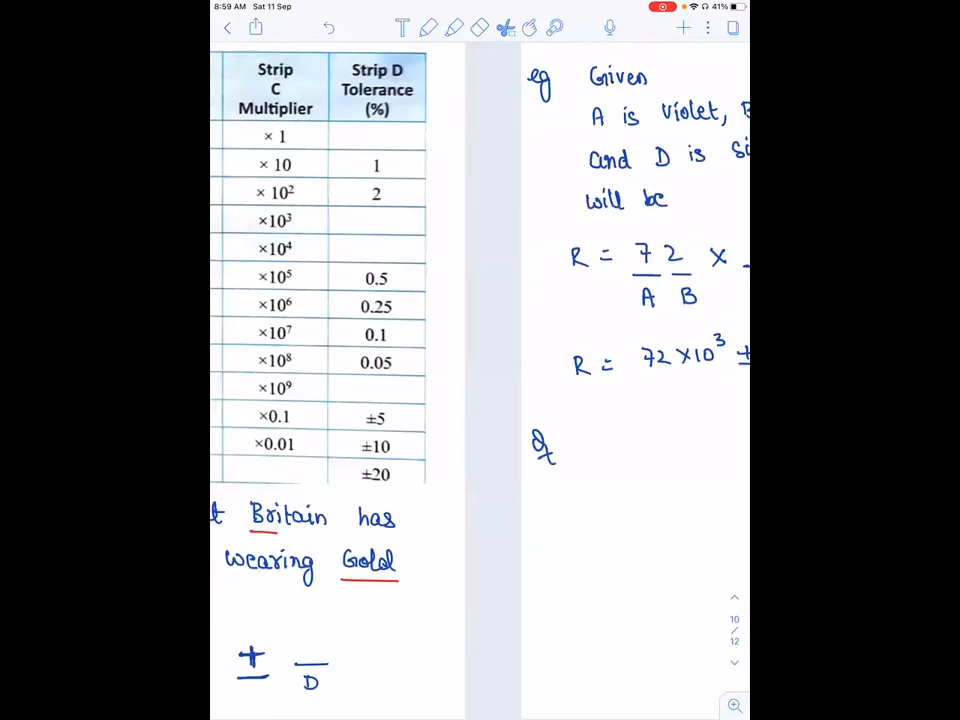 8:59 AM Sat 11 Sep
41%
Strip C Multiplier
Strip D Tolerance (%)
× 1
× 10 1
× 10² 2
×10³
×10⁴
×10⁵ 0.5
×10⁶ 0.25
×10⁷ 0.1
×10⁸ 0.05
×10⁹
×0.1 ±5
×0.01 ±10
±20
t Britain has
wearing Gold
± D
eg Given
A is violet, B
and D is si
will be
R = 7 2 ×
A B
R = 72 × 10³ ±
Q
10
/
12